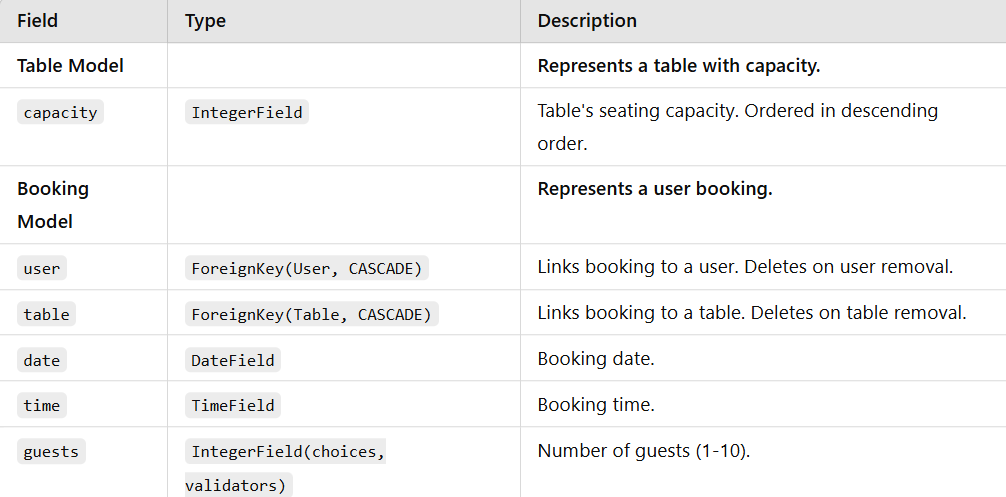 Field Type Description
Table Model Represents a table with capacity.
capacity IntegerField Table's seating capacity. Ordered in descending
order.
Booking Represents a user booking.
Model
user ForeignKey(User, CASCADE) Links booking to a user. Deletes on user removal.
table ForeignKey(Table, CASCADE) Links booking to a table. Deletes on table removal.
date DateField Booking date.
time TimeField Booking time.
guests IntegerField(choices, Number of guests (1-10).
validators)